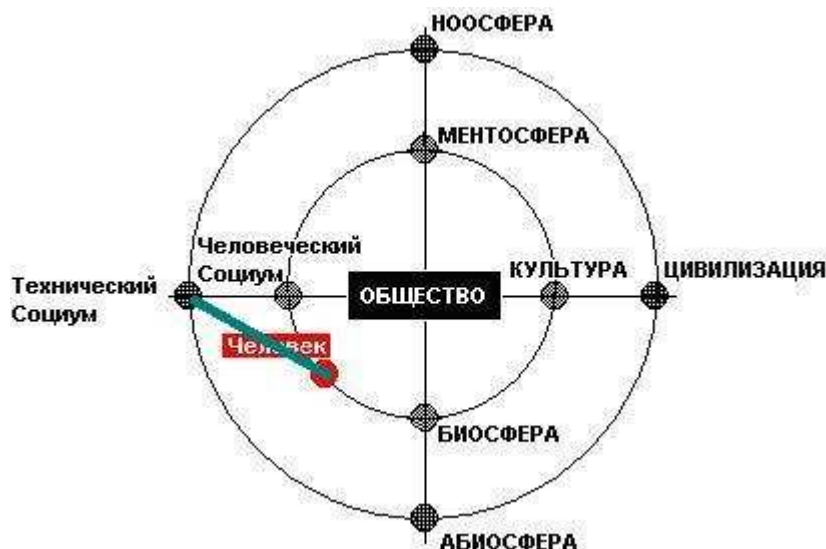 НООСФЕРА
МЕНТОСФЕРА
Человеческий
Социум
КУЛЬТУРА
ЦИВИЛИЗАЦИЯ
Технический
Социум
ОБЩЕСТВО
Человек
БИОСФЕРА
АБИОСФЕРА